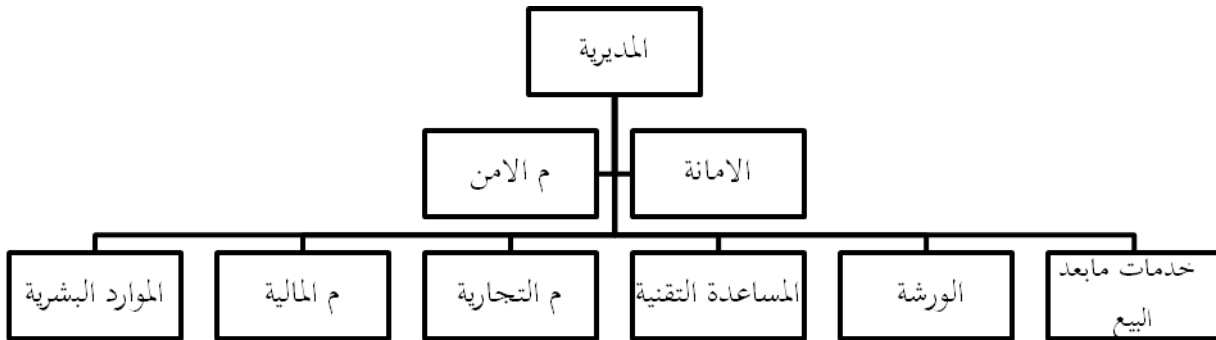 المديرية
الامانة
م الامن
خدمات مابعد
البيع
الورشة
المساعدة التقنية
م التجارية
م المالية
الموارد البشرية